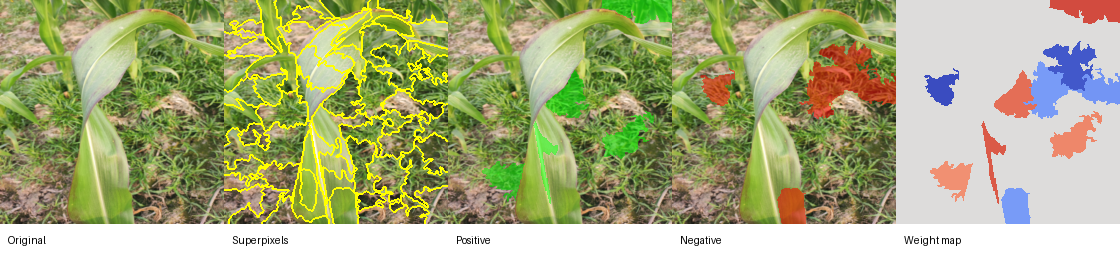 Original
Superpixels
Positive
Negative
Weight map